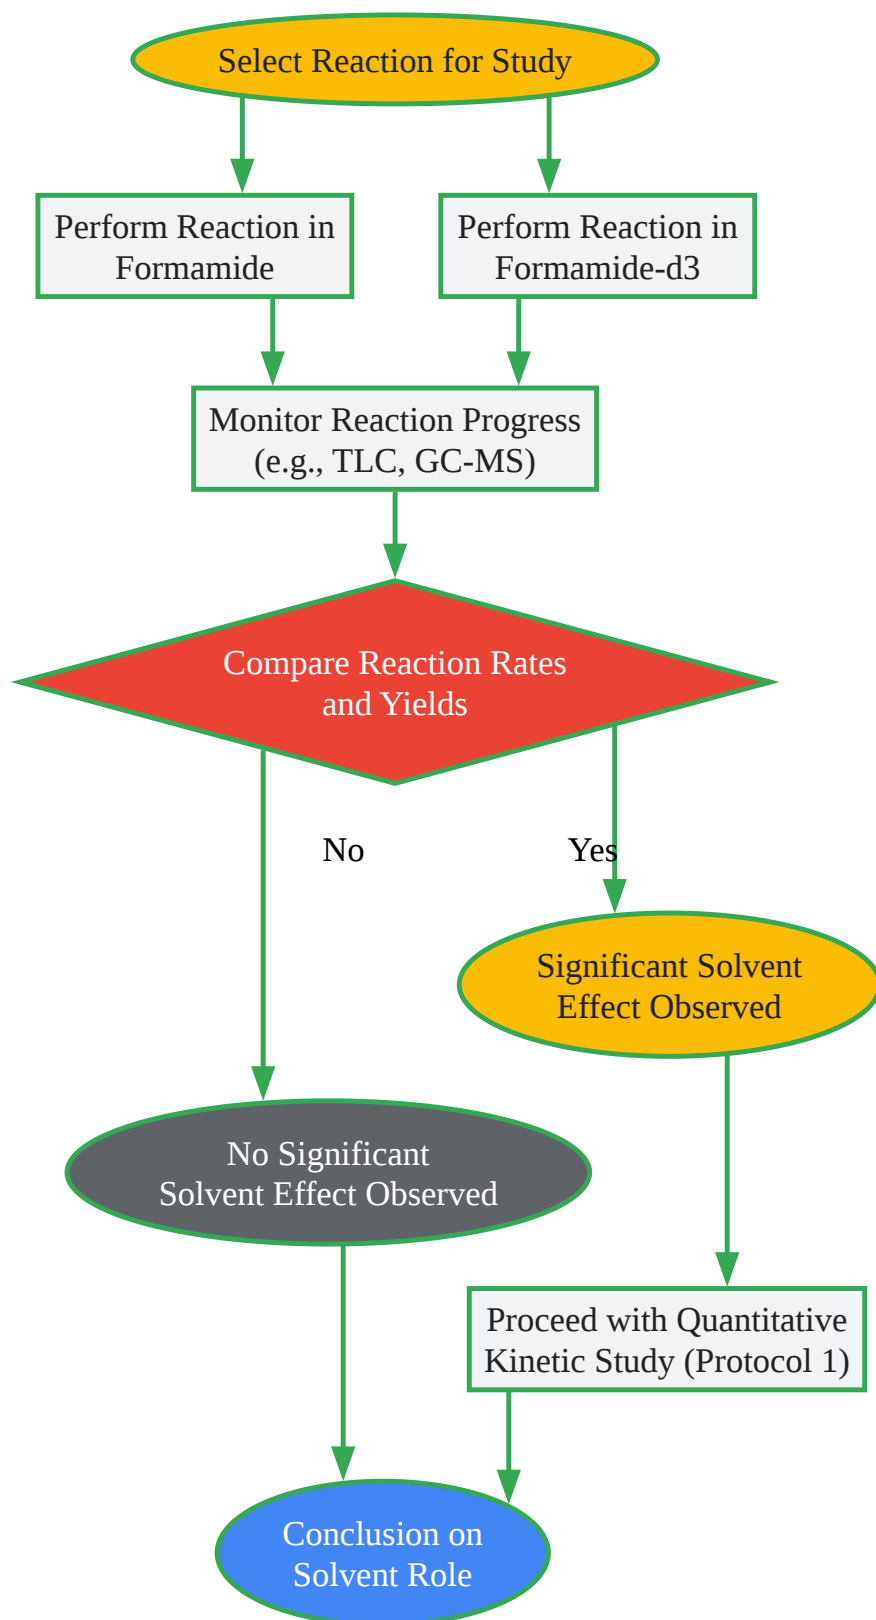 Select Reaction for Study
Perform Reaction in
Formamide
Perform Reaction in
Formamide-d3
Monitor Reaction Progress
(e.g., TLC, GC-MS)
Compare Reaction Rates
and Yields
No
Yes
Significant Solvent
Effect Observed
No Significant
Solvent Effect Observed
Proceed with Quantitative
Kinetic Study (Protocol 1)
Conclusion on
Solvent Role